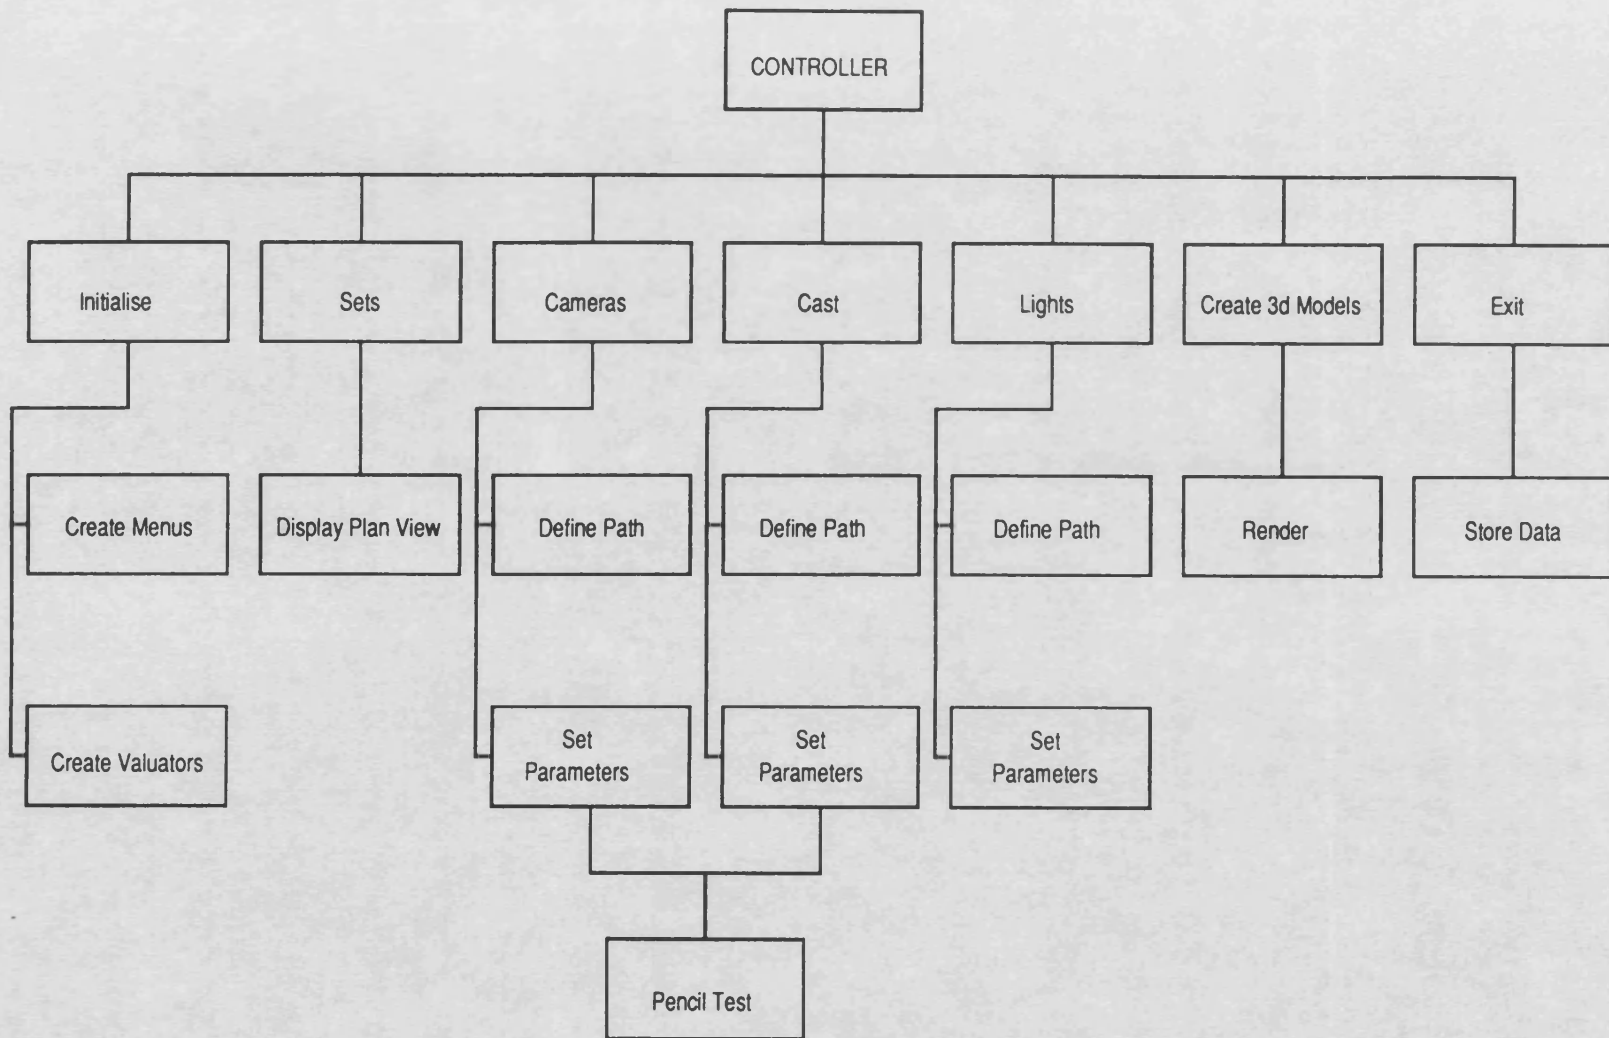 CONTROLLER
Initialise
Sets
Cameras
Cast
Lights
Create 3d Models
Exit
Create Menus
Display Plan View
Define Path
Define Path
Define Path
Render
Store Data
Create Valuators
Set
Parameters
Set
Parameters
Set
Parameters
Pencil Test